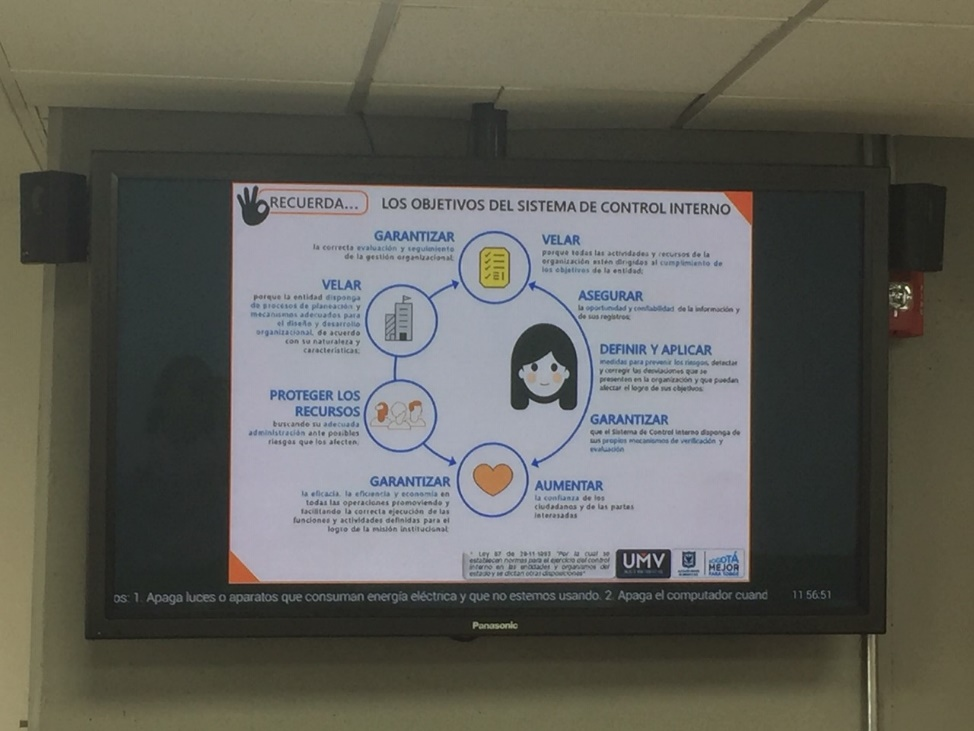 RECUERDA...
LOS OBJETIVOS DEL SISTEMA DE CONTROL INTERNO
GARANTIZAR
la correcta evaluación y seguimiento
de la gestión organizacional;
VELAR
porque todas las actividades y recursos de la
organización estén dirigidos al cumplimiento de
los objetivos de la entidad;
VELAR
porque la entidad disponga
de procesos de planeación y
mecanismos adecuados para
el diseño y desarrollo
organizacional, de acuerdo
con su naturaleza y
características;
ASEGURAR
la oportunidad y confiabilidad de la información y
de sus registros;
DEFINIR Y APLICAR
medidas para prevenir los riesgos, detectar
y corregir las desviaciones que se
presenten en la organización y que puedan
afectar el logro de sus objetivos;
PROTEGER LOS
RECURSOS
buscando su adecuada
administración ante posibles
riesgos que los afecten;
GARANTIZAR
que el Sistema de Control Interno disponga de
sus propios mecanismos de verificación y
evaluación
GARANTIZAR
la eficacia, la eficiencia y economía en
todas las operaciones promoviendo y
facilitando la correcta ejecución de las
funciones y actividades definidas para el
logro de la misión institucional;
AUMENTAR
la confianza de los
ciudadanos y de las partes
interesadas
* Ley 87 de 29-11-1993 "Por la cual se
establecen normas para el ejercicio del control
interno en las entidades y organismos del
estado y se dictan otras disposiciones"
UMV
BOGOTÁ
MEJOR
PARA TODOS
os: 1. Apaga luces o aparatos que consuman energía eléctrica y que no estemos usando. 2. Apaga el computador cuand
11:56:51
Panasonic